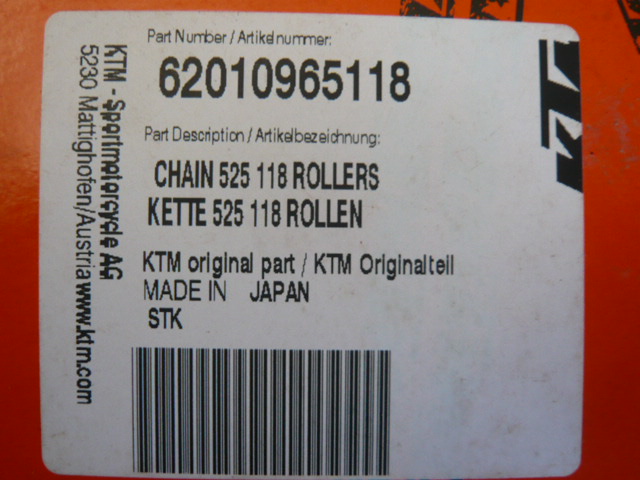 Part Number / Artikelnummer:
62010965118
Part Description / Artikelbezeichnung:
CHAIN 525 118 ROLLERS
KETTE 525 118 ROLLEN
KTM original part / KTM Originalteil
MADE IN JAPAN
STK
KTM - Sportmotorcycle AG
5230 Mattighofen/Austria www.ktm.com